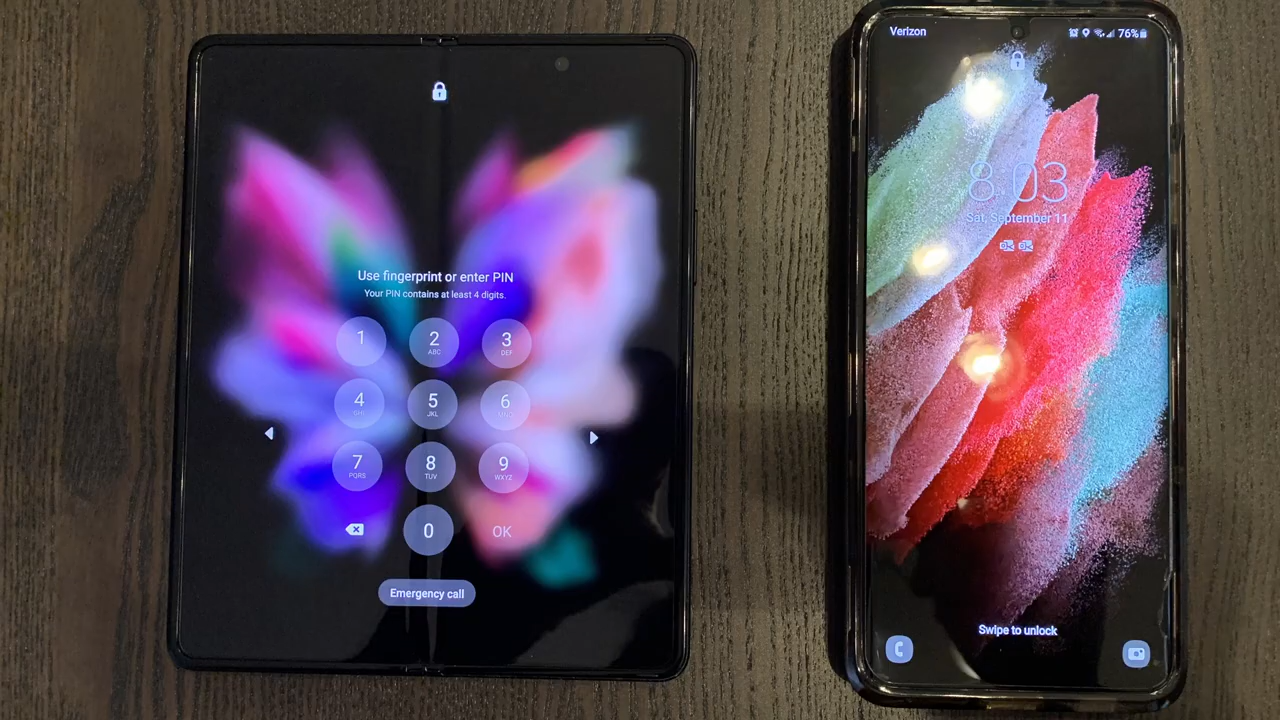 Use fingerprint or enter PIN
Your PIN contains at least 4 digits.
1 2 ABC 3 DEF
4 GHI 5 JKL 6 MNO
7 PQRS 8 TUV 9 WXYZ
0 OK
Emergency call
Verizon 76%
8:03
Sat, September 11
Swipe to unlock